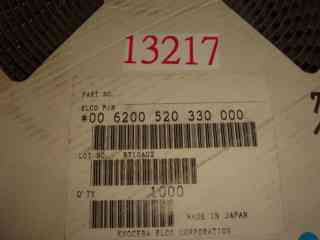 13217
PART NO.
ELCO P/N
*00 6200 520 330 000
LOT NO.
Q'TY 1000
MADE IN JAPAN
KYOCERA ELCO CORPORATION